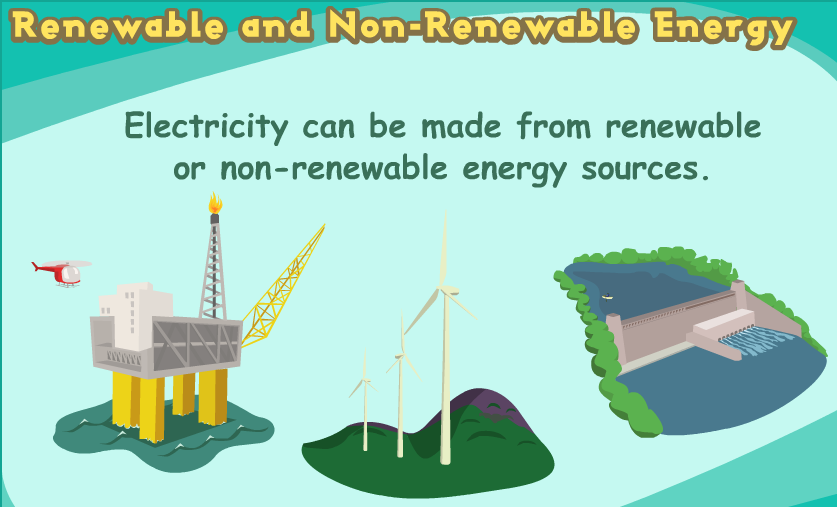 Renewable and Non-Renewable Energy
Electricity can be made from renewable
or non-renewable energy sources.